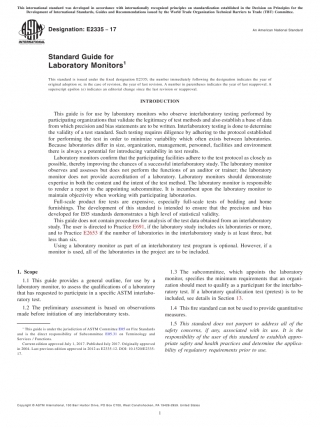 This international standard was developed in accordance with internationally recognized principles on standardization established in the Decision on Principles for the
Development of International Standards, Guides and Recommendations issued by the World Trade Organization Technical Barriers to Trade (TBT) Committee.
ASTM
INTERNATIONAL
Designation: E2335 − 17
An American National Standard
Standard Guide for
Laboratory Monitors¹
This standard is issued under the fixed designation E2335; the number immediately following the designation indicates the year of
original adoption or, in the case of revision, the year of last revision. A number in parentheses indicates the year of last reapproval. A
superscript epsilon (ε) indicates an editorial change since the last revision or reapproval.
INTRODUCTION
This guide is for use by laboratory monitors who observe interlaboratory testing performed by
participating organizations that validate the legitimacy of test methods and also establish a base of data
from which precision and bias statements are to be written. Interlaboratory testing is done to determine
the validity of a test standard. Such testing requires diligence by adhering to the protocol established
for performing the test in order to minimize variability which often exists between laboratories.
Because laboratories differ in size, organization, management, personnel, facilities and environment
there is always a potential for introducing variability in test results.
Laboratory monitors confirm that the participating facilities adhere to the test protocol as closely as
possible, thereby improving the chances of a successful interlaboratory study. The laboratory monitor
observes and assesses but does not perform the functions of an auditor or trainer; the laboratory
monitor does not provide accreditation of a laboratory. Laboratory monitors should demonstrate
expertise in both the content and the intent of the test method. The laboratory monitor is responsible
to render a report to the appointing subcommittee. It is incumbent upon the laboratory monitor to
maintain objectivity when working with participating laboratories.
Full-scale product fire tests are expensive, especially full-scale tests of building and home
furnishings. The development of this standard is intended to ensure that the precision and bias
developed for E05 standards demonstrates a high level of statistical validity.
This guide does not contain procedures for analysis of the test data obtained from an interlaboratory
study. The user is directed to Practice E691, if the laboratory study includes six laboratories or more,
and to Practice E2653 if the number of laboratories in the interlaboratory study is at least three, but
less than six.
Using a laboratory monitor as part of an interlaboratory test program is optional. However, if a
monitor is used, all of the laboratories in the project are to be included.
1. Scope
1.1 This guide provides a general outline, for use by a
laboratory monitor, to assess the qualifications of a laboratory
that has requested to participate in a specific ASTM interlabo-
ratory test.
1.2 The preliminary assessment is based on observations
made before initiation of any interlaboratory tests.
¹ This guide is under the jurisdiction of ASTM Committee E05 on Fire Standards
and is the direct responsibility of Subcommittee E05.31 on Terminology and
Services / Functions.
Current edition approved July 1, 2017. Published July 2017. Originally approved
in 2004. Last previous edition approved in 2012 as E2335-12. DOI: 10.1520/E2335-
17.
1.3 The subcommittee, which appoints the laboratory
monitor, specifies the minimum requirements that an organi-
zation should meet to qualify as a participant for the interlabo-
ratory test. If a laboratory qualification test (pretest) is to be
included, see details in Section 13.
1.4 This fire standard can not be used to provide quantitative
measures.
1.5 This standard does not purport to address all of the
safety concerns, if any, associated with its use. It is the
responsibility of the user of this standard to establish appro-
priate safety and health practices and determine the applica-
bility of regulatory requirements prior to use.
Copyright © ASTM International, 100 Barr Harbor Drive, PO Box C700, West Conshohocken, PA 19428-2959. United States
1